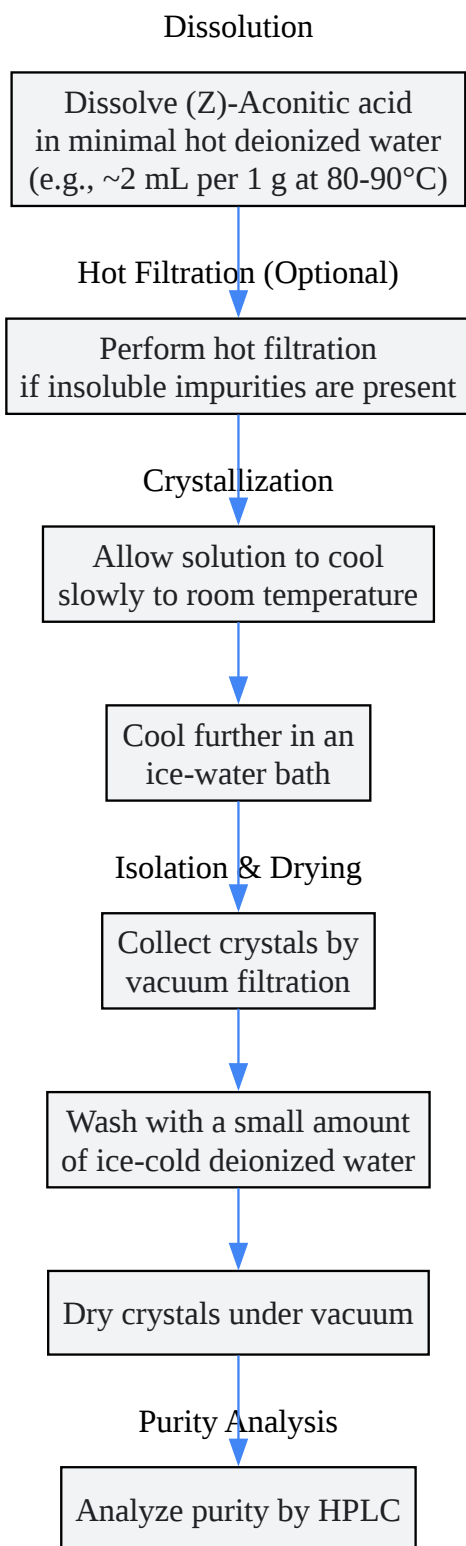 Dissolution
Dissolve (Z)-Aconitic acid
in minimal hot deionized water
(e.g., ~2 mL per 1 g at 80-90°C)
Hot Filtration (Optional)
Perform hot filtration
if insoluble impurities are present
Crystallization
Allow solution to cool
slowly to room temperature
Cool further in an
ice-water bath
Isolation & Drying
Collect crystals by
vacuum filtration
Wash with a small amount
of ice-cold deionized water
Dry crystals under vacuum
Purity Analysis
Analyze purity by HPLC